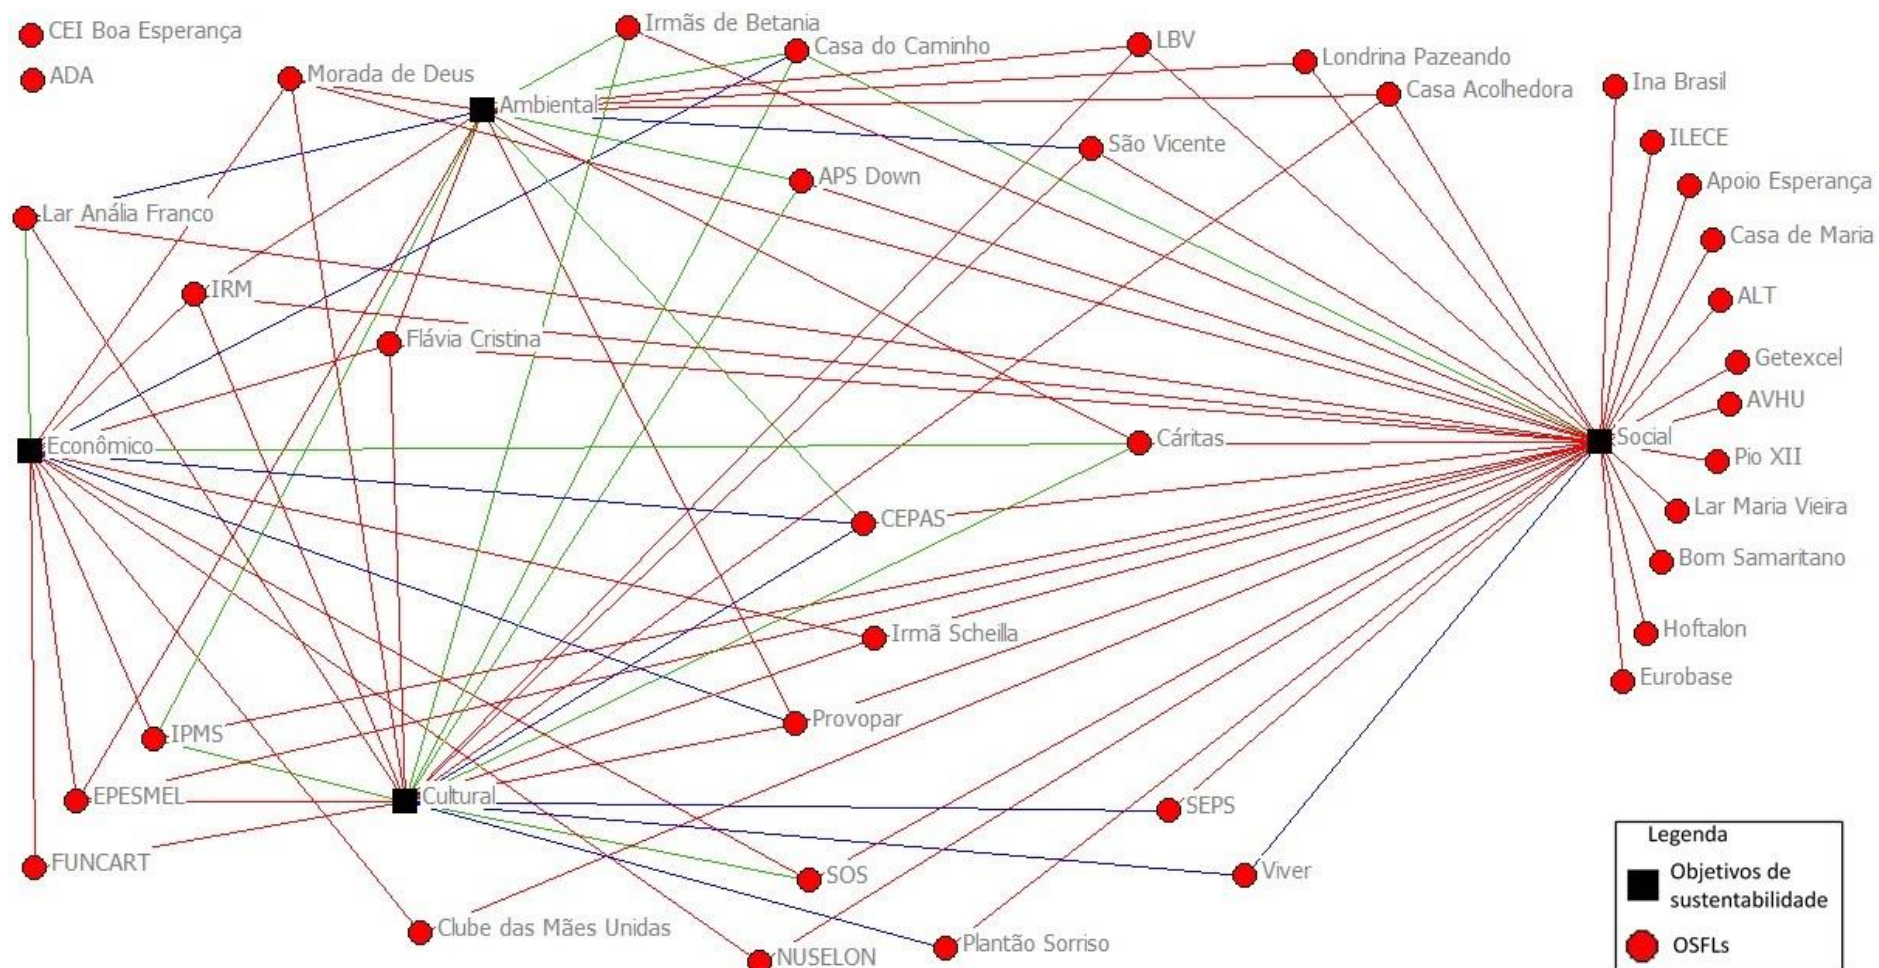 CEI Boa Esperança
ADA
Morada de Deus
Irmãs de Betania
Casa do Caminho
LBV
Londrina Pazeando
Casa Acolhedora
Ambiental
Ina Brasil
ILECE
São Vicente
APS Down
Apoio Esperança
Lar Anália Franco
Casa de Maria
IRM
ALT
Flávia Cristina
Getexcel
AVHU
Econômico
Cáritas
Social
Pio XII
CEPAS
Lar Maria Vieira
Bom Samaritano
Irmã Scheilla
Hoftalon
Eurobase
IPMS
Provopar
EPESMEL
Cultural
SEPS
FUNCART
SOS
Viver
Clube das Mães Unidas
Plantão Sorriso
NUSELON
Legenda
Objetivos de
sustentabilidade
OSFLs